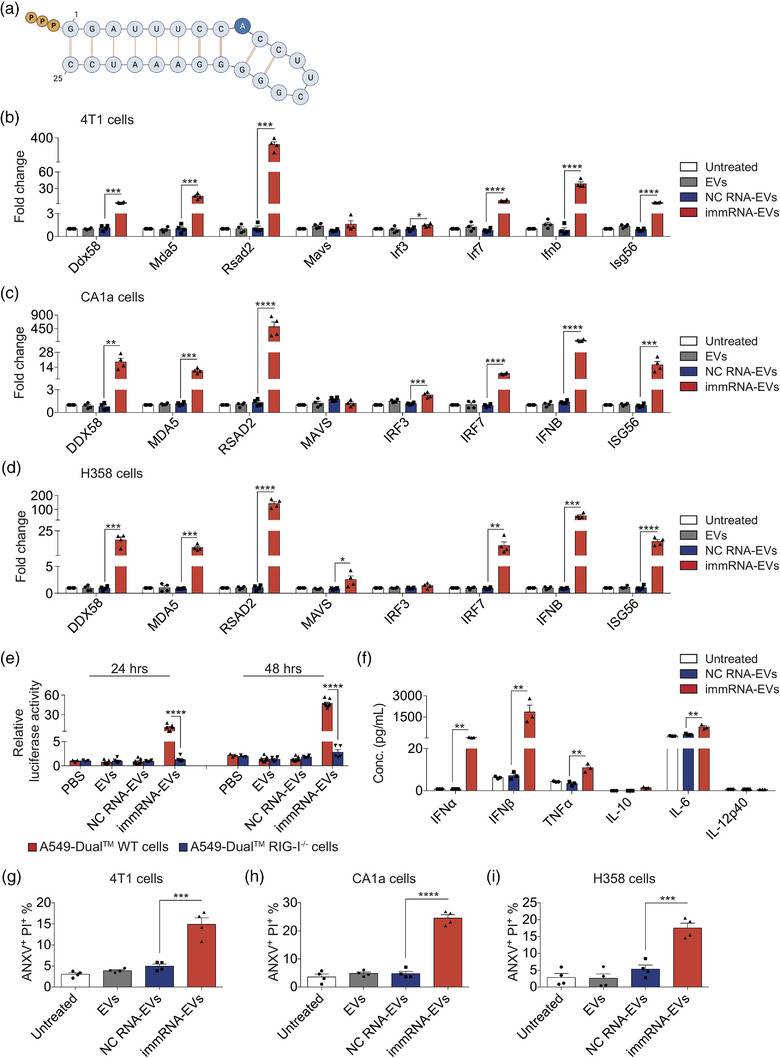 (a)
P P P G G A U U U C C A C C U U
1
25 C C U A A A G G G G G C
(b) 4T1 cells
Fold change
400
60
30
3
0
*** *** *** * **** **** ****
Ddx58 Mda5 Rsad2 Mavs Irf3 Irf7 Ifnb Isg56
Untreated
EVs
NC RNA-EVs
immRNA-EVs
(c) CA1a cells
Fold change
900
450
28
14
3
0
** *** **** *** **** **** ***
DDX58 MDA5 RSAD2 MAVS IRF3 IRF7 IFNB ISG56
Untreated
EVs
NC RNA-EVs
immRNA-EVs
(d) H358 cells
Fold change
200
100
25
5
0
*** *** **** * ** *** ****
DDX58 MDA5 RSAD2 MAVS IRF3 IRF7 IFNB ISG56
Untreated
EVs
NC RNA-EVs
immRNA-EVs
(e)
24 hrs 48 hrs
Relative
luciferase activity
60
30
5
0
**** ****
PBS EVs NC RNA-EVs immRNA-EVs PBS EVs NC RNA-EVs immRNA-EVs
A549-Dual™ WT cells A549-Dual™ RIG-I-/- cells
(f)
Untreated
NC RNA-EVs
immRNA-EVs
Conc. (pg/mL)
3000
1500
20
0
** ** ** **
IFNα IFNβ TNFα IL-10 IL-6 IL-12p40
(g) 4T1 cells
ANXV+ PI+ %
20
15
10
5
0
***
Untreated EVs NC RNA-EVs immRNA-EVs
(h) CA1a cells
ANXV+ PI+ %
30
20
10
0
****
Untreated EVs NC RNA-EVs immRNA-EVs
(i) H358 cells
ANXV+ PI+ %
25
20
15
10
5
0
***
Untreated EVs NC RNA-EVs immRNA-EVs